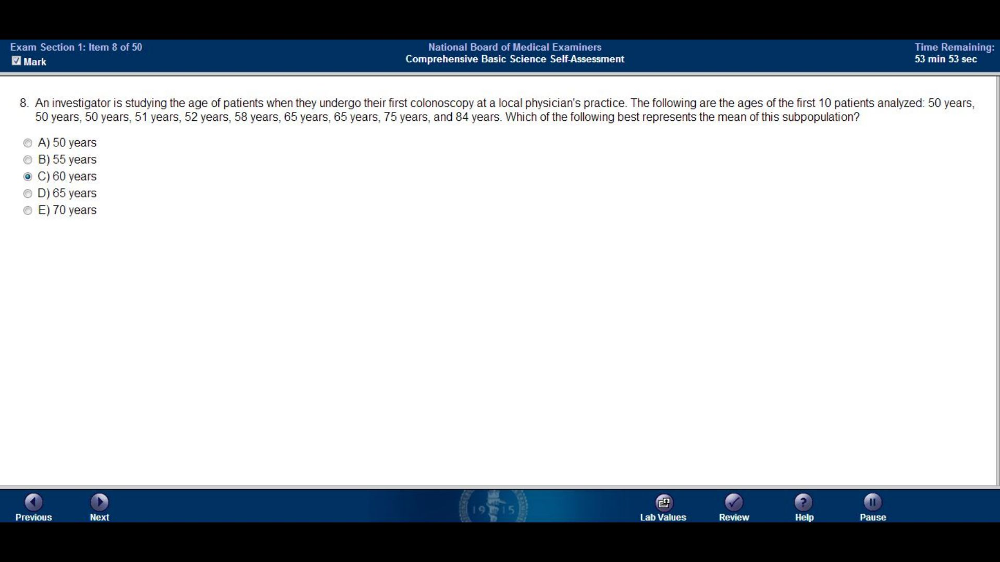 Exam Section 1: Item 8 of 50
Mark
National Board of Medical Examiners
Comprehensive Basic Science Self-Assessment
Time Remaining:
53 min 53 sec
8. An investigator is studying the age of patients when they undergo their first colonoscopy at a local physician's practice. The following are the ages of the first 10 patients analyzed: 50 years,
50 years, 50 years, 51 years, 52 years, 58 years, 65 years, 65 years, 75 years, and 84 years. Which of the following best represents the mean of this subpopulation?
A) 50 years
B) 55 years
C) 60 years
D) 65 years
E) 70 years
1915
Previous
Next
Lab Values
Review
Help
Pause